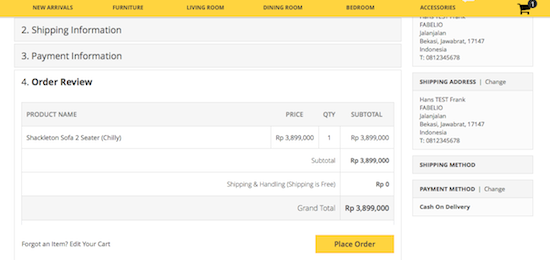 NEW ARRIVALS
FURNITURE
LIVING ROOM
DINING ROOM
BEDROOM
ACCESSORIES
1
2. Shipping Information
3. Payment Information
4. Order Review
PRODUCT NAME PRICE QTY SUBTOTAL
Shackleton Sofa 2 Seater (Chilly) Rp 3,899,000 1 Rp 3,899,000
Subtotal Rp 3,899,000
Shipping & Handling (Shipping is Free) Rp 0
Grand Total Rp 3,899,000
Forgot an Item? Edit Your Cart
Place Order
Hans TEST Frank
FABELIO
Jalanjalan
Bekasi, Jawabrat, 17147
Indonesia
T: 0812345678
SHIPPING ADDRESS | Change
Hans TEST Frank
FABELIO
Jalanjalan
Bekasi, Jawabrat, 17147
Indonesia
T: 0812345678
SHIPPING METHOD
PAYMENT METHOD | Change
Cash On Delivery